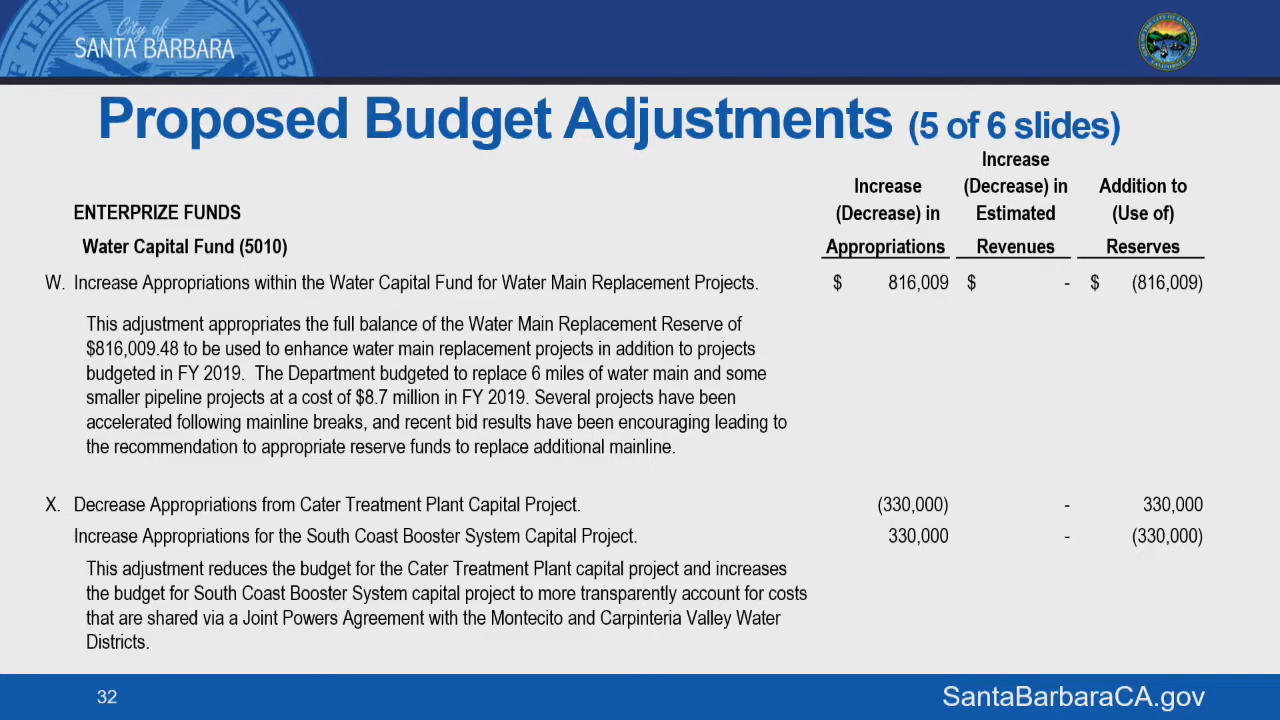 City of
SANTA BARBARA
Proposed Budget Adjustments (5 of 6 slides)
Increase
Increase (Decrease) in Addition to
ENTERPRIZE FUNDS (Decrease) in Estimated (Use of)
Water Capital Fund (5010) Appropriations Revenues Reserves
W. Increase Appropriations within the Water Capital Fund for Water Main Replacement Projects. $ 816,009 $ - $ (816,009)
This adjustment appropriates the full balance of the Water Main Replacement Reserve of
$816,009.48 to be used to enhance water main replacement projects in addition to projects
budgeted in FY 2019. The Department budgeted to replace 6 miles of water main and some
smaller pipeline projects at a cost of $8.7 million in FY 2019. Several projects have been
accelerated following mainline breaks, and recent bid results have been encouraging leading to
the recommendation to appropriate reserve funds to replace additional mainline.
X. Decrease Appropriations from Cater Treatment Plant Capital Project. (330,000) - 330,000
Increase Appropriations for the South Coast Booster System Capital Project. 330,000 - (330,000)
This adjustment reduces the budget for the Cater Treatment Plant capital project and increases
the budget for South Coast Booster System capital project to more transparently account for costs
that are shared via a Joint Powers Agreement with the Montecito and Carpinteria Valley Water
Districts.
32 SantaBarbaraCA.gov